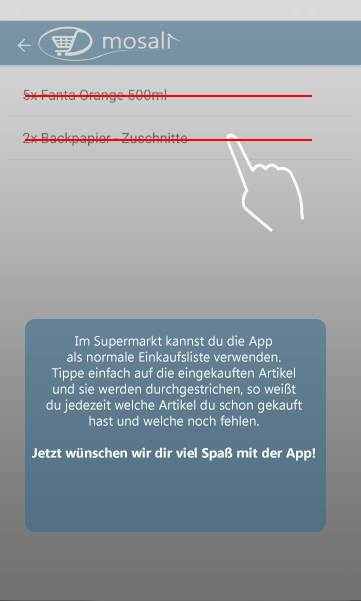 mosali
5x Fanta Orange 500ml
2x Backpapier - Zuschnitte
Im Supermarkt kannst du die App
als normale Einkaufsliste verwenden.
Tippe einfach auf die eingekauften Artikel
und sie werden durchgestrichen, so weißt
du jedezeit welche Artikel du schon gekauft
hast und welche noch fehlen.
Jetzt wünschen wir dir viel Spaß mit der App!